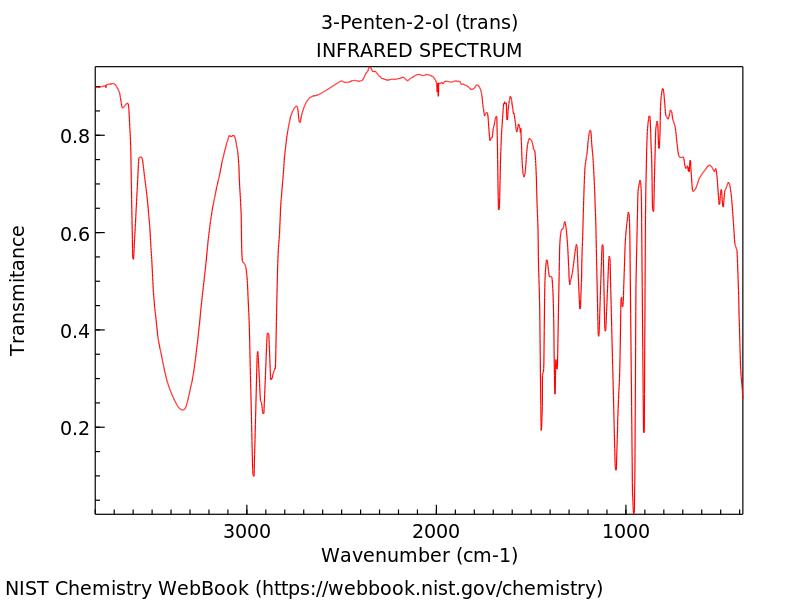 3-Penten-2-ol (trans)
INFRARED SPECTRUM
Transmitance
0.8
0.6
0.4
0.2
3000 2000 1000
Wavenumber (cm-1)
NIST Chemistry WebBook (https://webbook.nist.gov/chemistry)